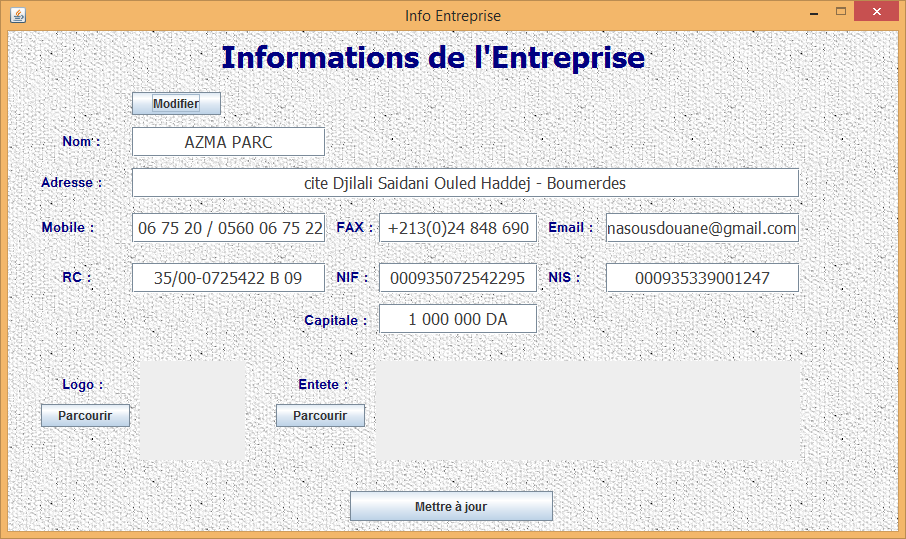 Info Entreprise
Informations de l'Entreprise
Modifier
Nom : AZMA PARC
Adresse : cite Djilali Saidani Ouled Haddej - Boumerdes
Mobile : 06 75 20 / 0560 06 75 22 FAX : +213(0)24 848 690 Email : nasousdouane@gmail.com
RC : 35/00-0725422 B 09 NIF : 000935072542295 NIS : 000935339001247
Capitale : 1 000 000 DA
Logo : Entete :
Parcourir Parcourir
Mettre à jour